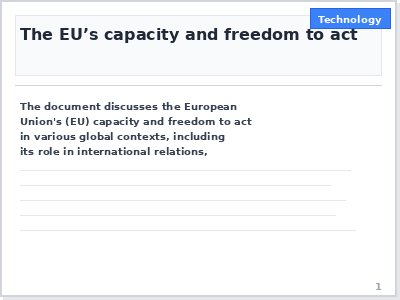 Technology
The EU’s capacity and freedom to act
The document discusses the European
Union's (EU) capacity and freedom to act
in various global contexts, including
its role in international relations,
1